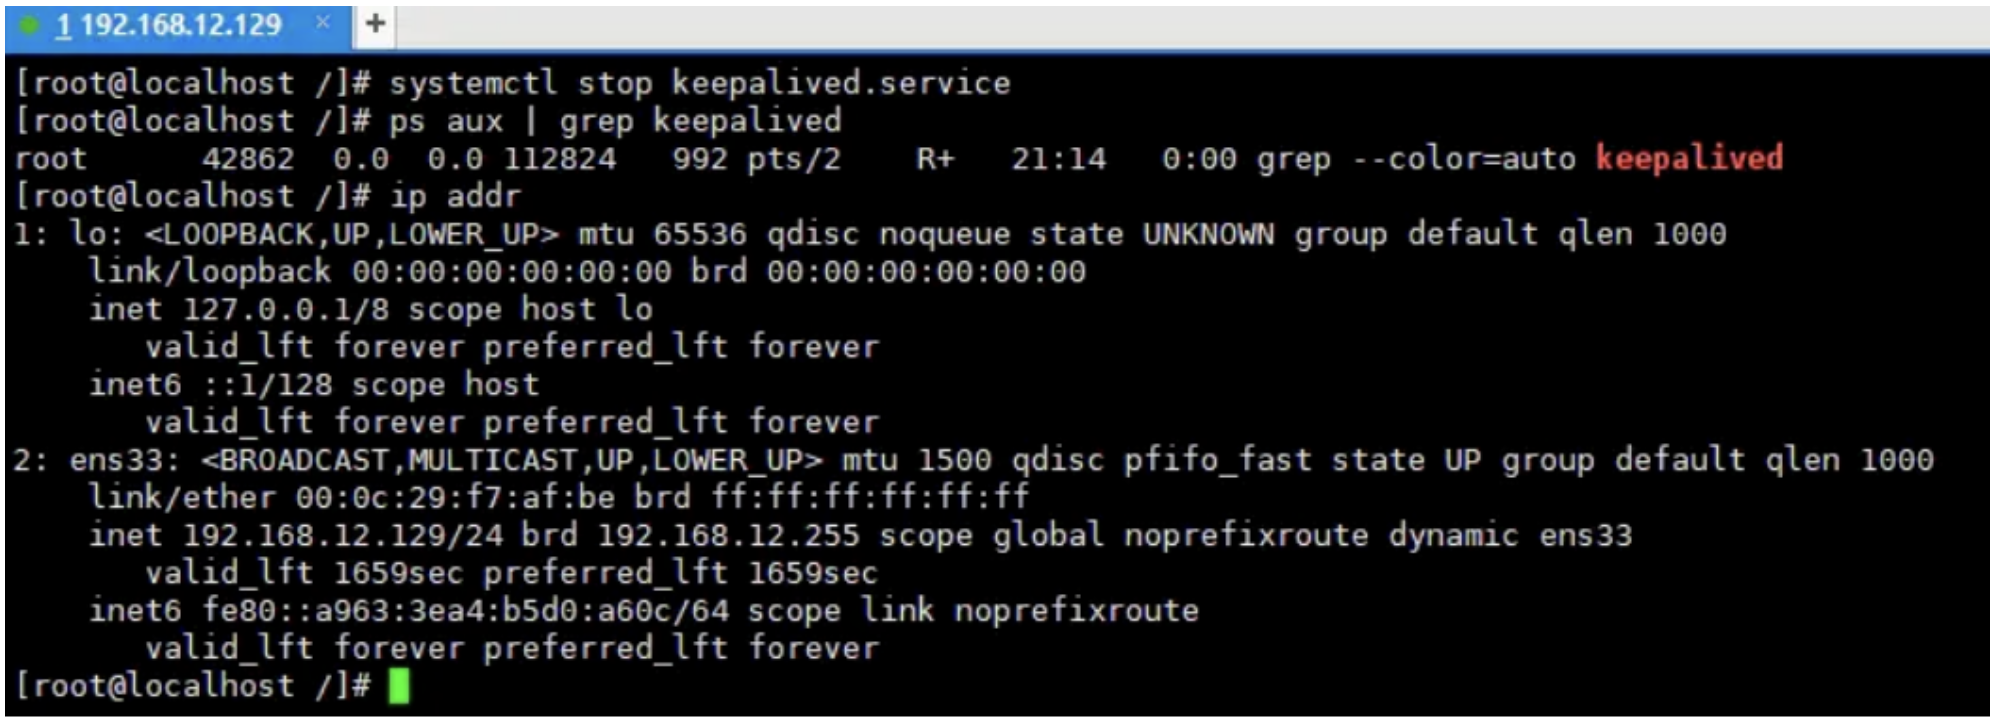 1 192.168.12.129 × +
[root@localhost /]# systemctl stop keepalived.service
[root@localhost /]# ps aux | grep keepalived
root      42862  0.0  0.0 112824   992 pts/2    R+   21:14   0:00 grep --color=auto keepalived
[root@localhost /]# ip addr
1: lo: <LOOPBACK,UP,LOWER_UP> mtu 65536 qdisc noqueue state UNKNOWN group default qlen 1000
    link/loopback 00:00:00:00:00:00 brd 00:00:00:00:00:00
    inet 127.0.0.1/8 scope host lo
       valid_lft forever preferred_lft forever
    inet6 ::1/128 scope host
       valid_lft forever preferred_lft forever
2: ens33: <BROADCAST,MULTICAST,UP,LOWER_UP> mtu 1500 qdisc pfifo_fast state UP group default qlen 1000
    link/ether 00:0c:29:f7:af:be brd ff:ff:ff:ff:ff:ff
    inet 192.168.12.129/24 brd 192.168.12.255 scope global noprefixroute dynamic ens33
       valid_lft 1659sec preferred_lft 1659sec
    inet6 fe80::a963:3ea4:b5d0:a60c/64 scope link noprefixroute
       valid_lft forever preferred_lft forever
[root@localhost /]#